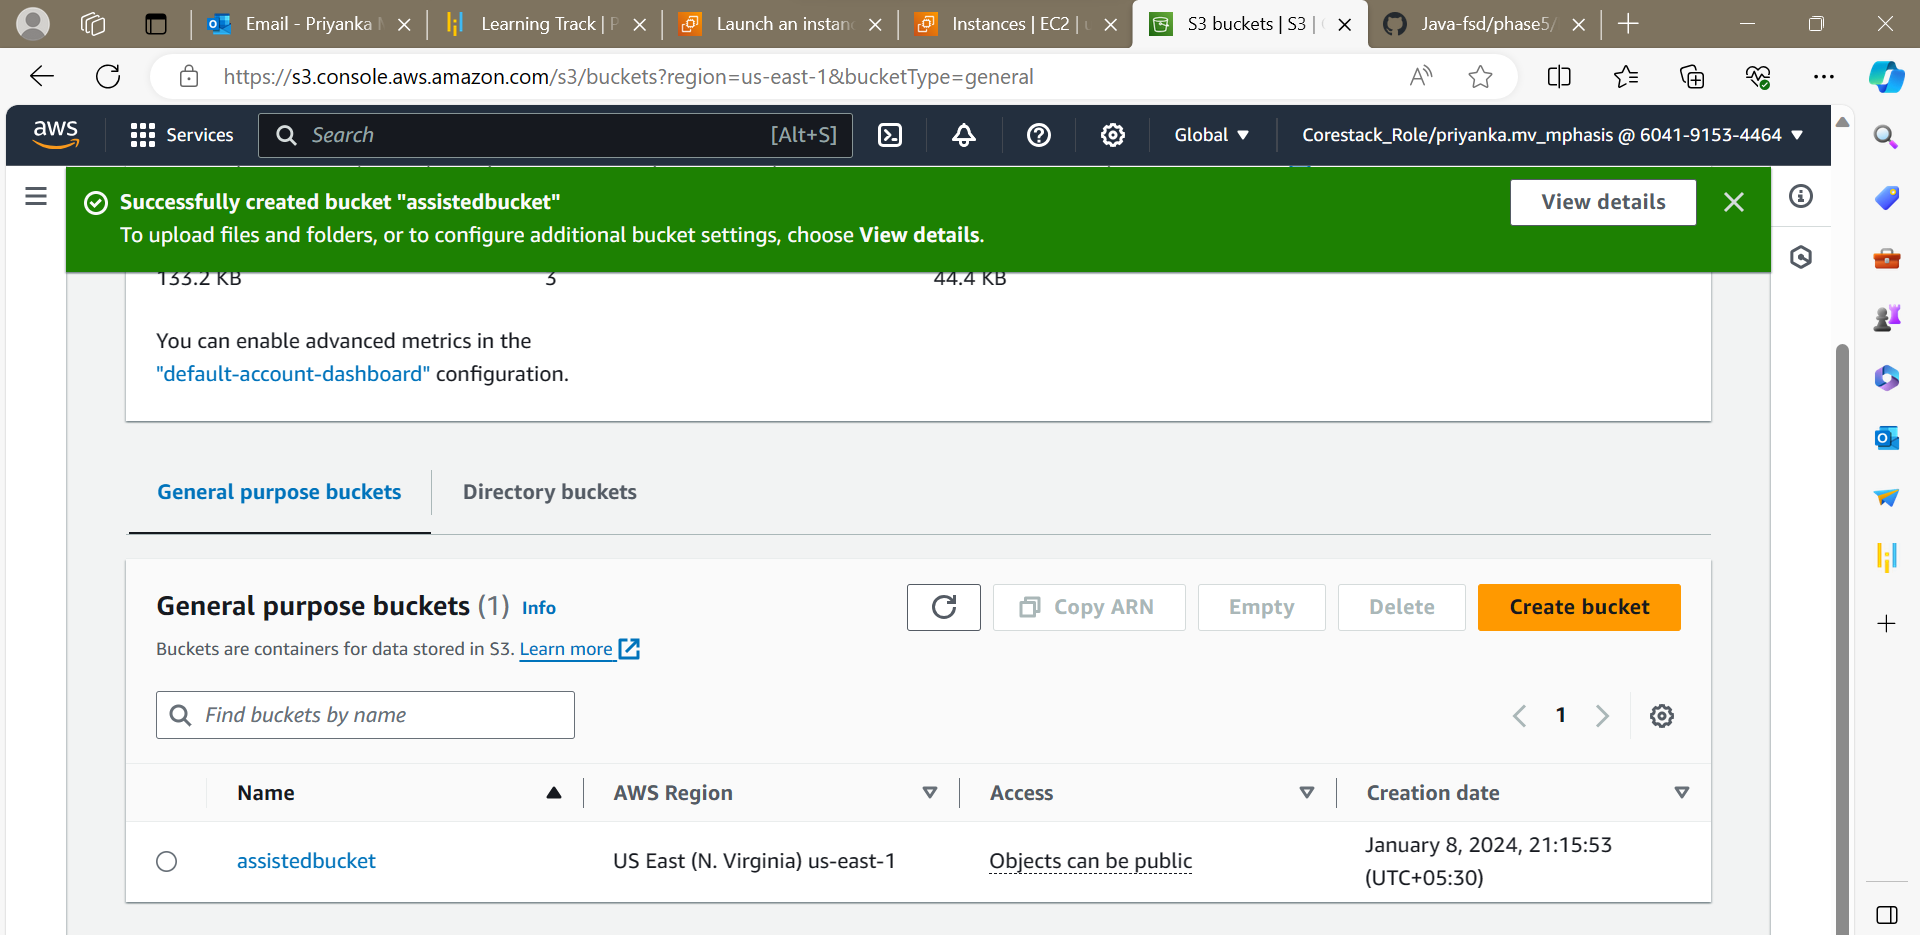 Email - Priyanka
Learning Track | P
Launch an instan
Instances | EC2 | u
S3 buckets | S3 |
Java-fsd/phase5/
https://s3.console.aws.amazon.com/s3/buckets?region=us-east-1&bucketType=general
aws
Services
Search
[Alt+S]
Global
Corestack_Role/priyanka.mv_mphasis @ 6041-9153-4464
Successfully created bucket "assistedbucket"
To upload files and folders, or to configure additional bucket settings, choose View details.
View details
133.2 KB
3
44.4 KB
You can enable advanced metrics in the
"default-account-dashboard" configuration.
General purpose buckets
Directory buckets
General purpose buckets (1) Info
Copy ARN
Empty
Delete
Create bucket
Buckets are containers for data stored in S3. Learn more
Find buckets by name
1
Name
AWS Region
Access
Creation date
assistedbucket
US East (N. Virginia) us-east-1
Objects can be public
January 8, 2024, 21:15:53
(UTC+05:30)